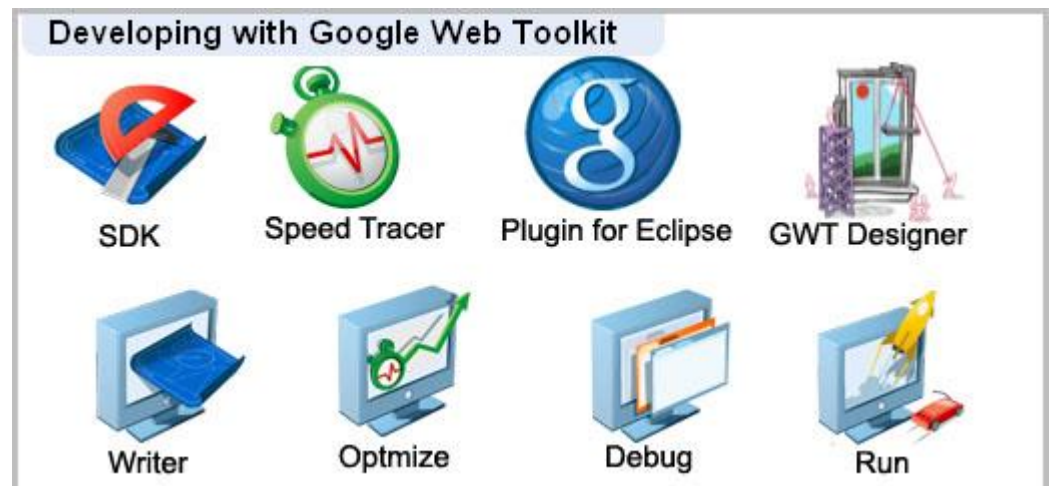 Developing with Google Web Toolkit
SDK
Speed Tracer
Plugin for Eclipse
GWT Designer
Writer
Optmize
Debug
Run